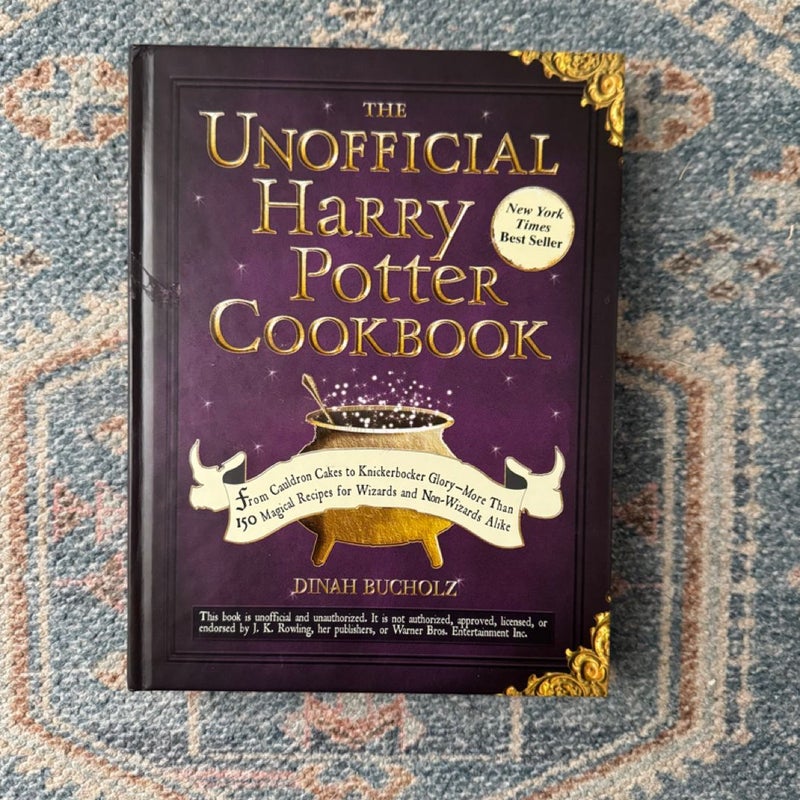 THE
UNOFFICIAL
HARRY
POTTER
COOKBOOK
New York
Times
Best Seller
From Cauldron Cakes to Knickerbocker Glory—More Than
150 Magical Recipes for Wizards and Non-Wizards Alike
DINAH BUCHOLZ
This book is unofficial and unauthorized. It is not authorized, approved, licensed, or
endorsed by J. K. Rowling, her publishers, or Warner Bros. Entertainment Inc.